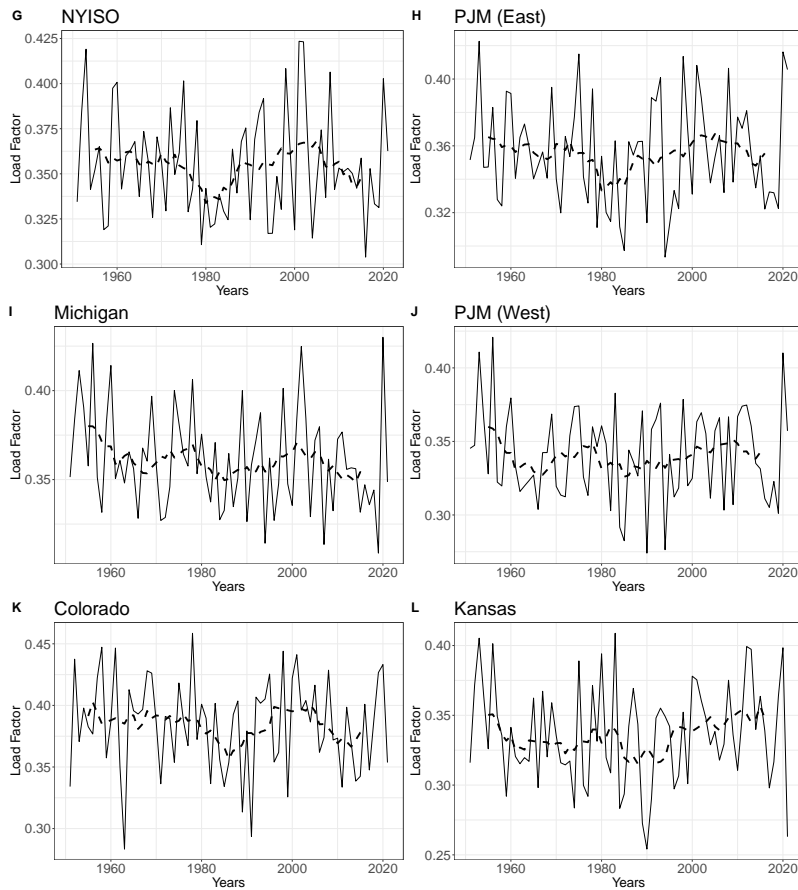 G NYISO
0.425
0.400
0.375
0.350
0.325
0.300
Load Factor
1960 1980 2000 2020
Years
H PJM (East)
0.40
0.36
0.32
Load Factor
1960 1980 2000 2020
Years
I Michigan
0.40
0.35
Load Factor
1960 1980 2000 2020
Years
J PJM (West)
0.40
0.35
0.30
Load Factor
1960 1980 2000 2020
Years
K Colorado
0.45
0.40
0.35
0.30
Load Factor
1960 1980 2000 2020
Years
L Kansas
0.40
0.35
0.30
0.25
Load Factor
1960 1980 2000 2020
Years